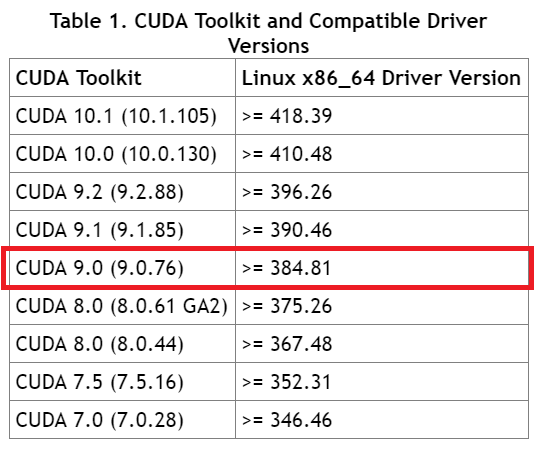 Table 1. CUDA Toolkit and Compatible Driver
Versions
CUDA Toolkit Linux x86_64 Driver Version
CUDA 10.1 (10.1.105) >= 418.39
CUDA 10.0 (10.0.130) >= 410.48
CUDA 9.2 (9.2.88) >= 396.26
CUDA 9.1 (9.1.85) >= 390.46
CUDA 9.0 (9.0.76) >= 384.81
CUDA 8.0 (8.0.61 GA2) >= 375.26
CUDA 8.0 (8.0.44) >= 367.48
CUDA 7.5 (7.5.16) >= 352.31
CUDA 7.0 (7.0.28) >= 346.46